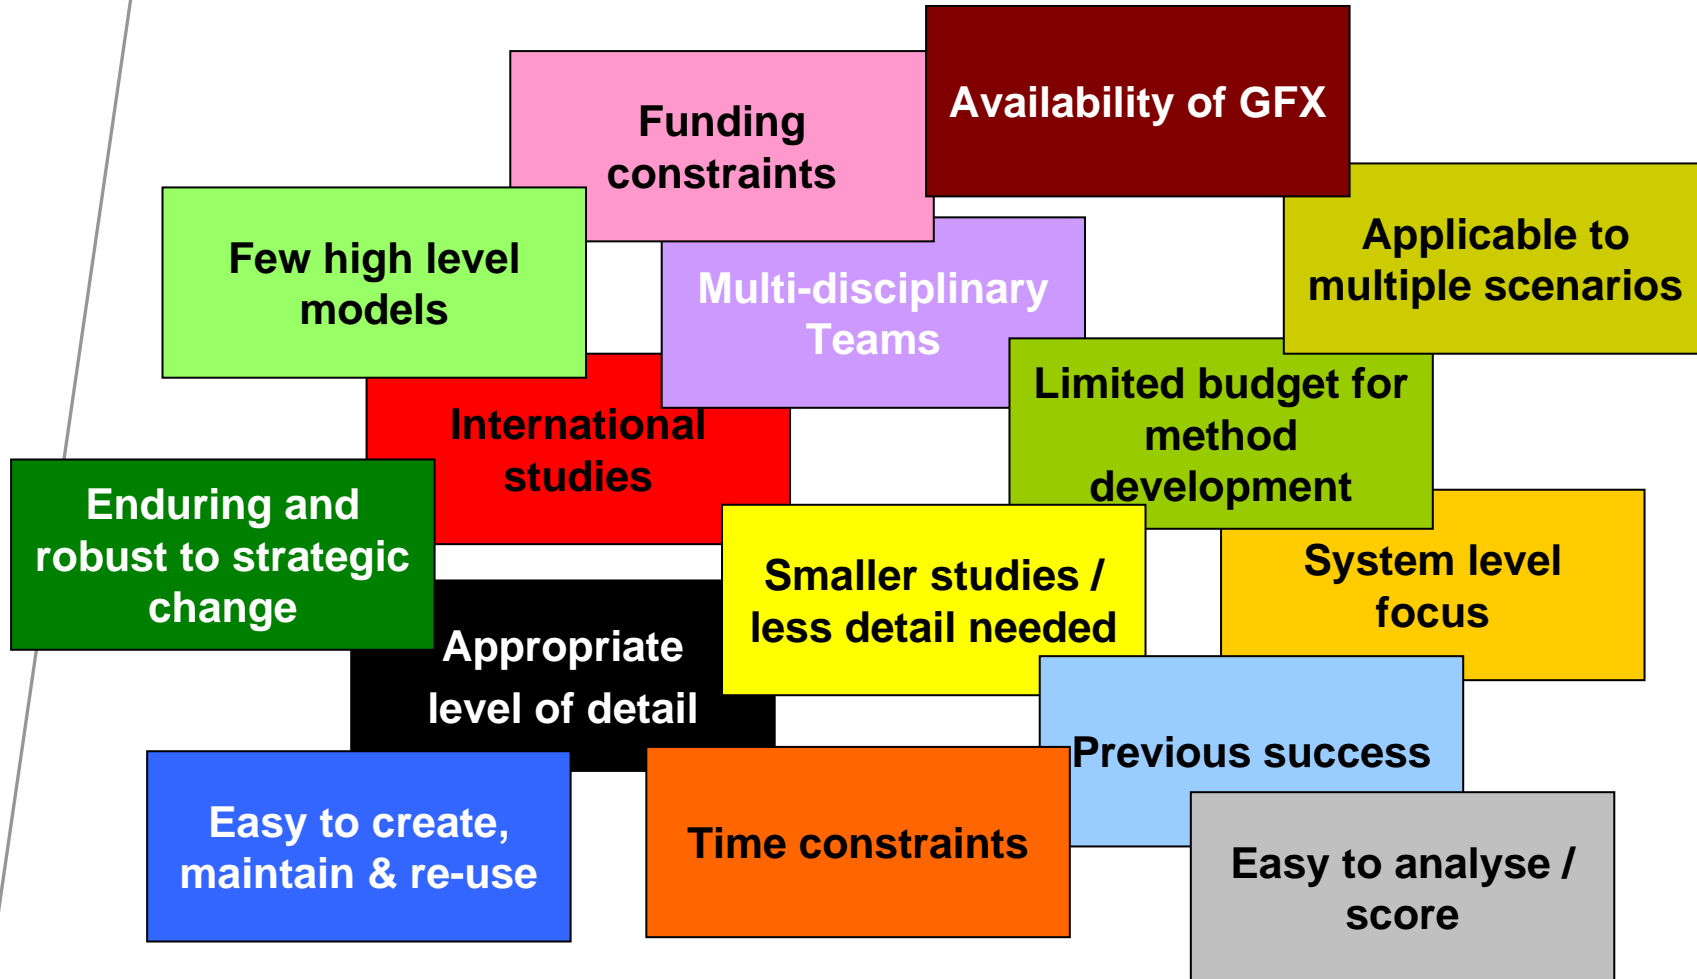 Availability of GFX
Funding
constraints
Applicable to
multiple scenarios
Few high level
models
Multi-disciplinary
Teams
Limited budget for
method
development
International
studies
Enduring and
robust to strategic
change
System level
focus
Smaller studies /
less detail needed
Appropriate
level of detail
Previous success
Easy to create,
maintain & re-use
Time constraints
Easy to analyse /
score